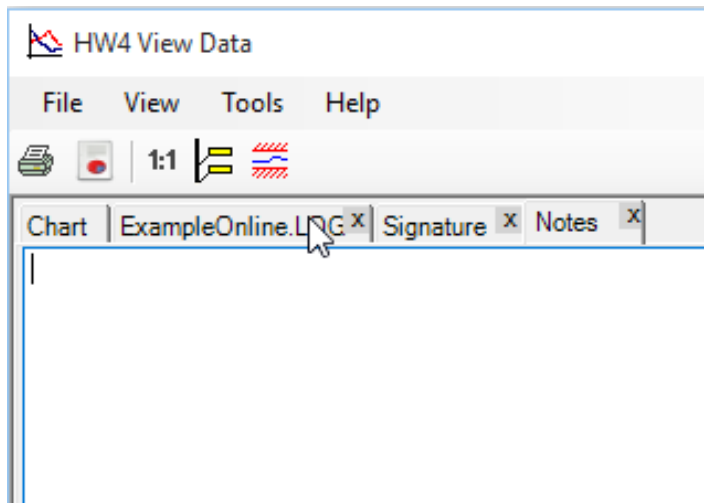 HW4 View Data
File View Tools Help
1:1
Chart ExampleOnline.LOG x Signature x Notes x